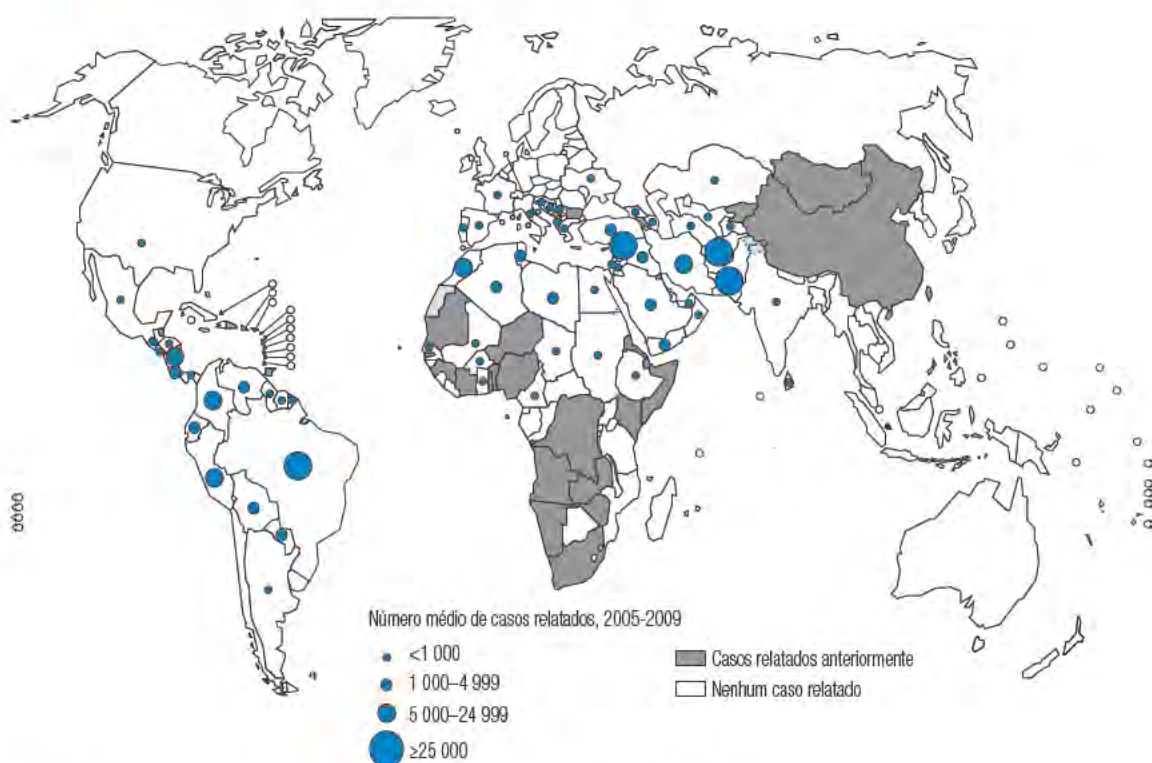 Número médio de casos relatados, 2005-2009
<1 000
1 000–4 999
5 000–24 999
≥25 000
Casos relatados anteriormente
Nenhum caso relatado